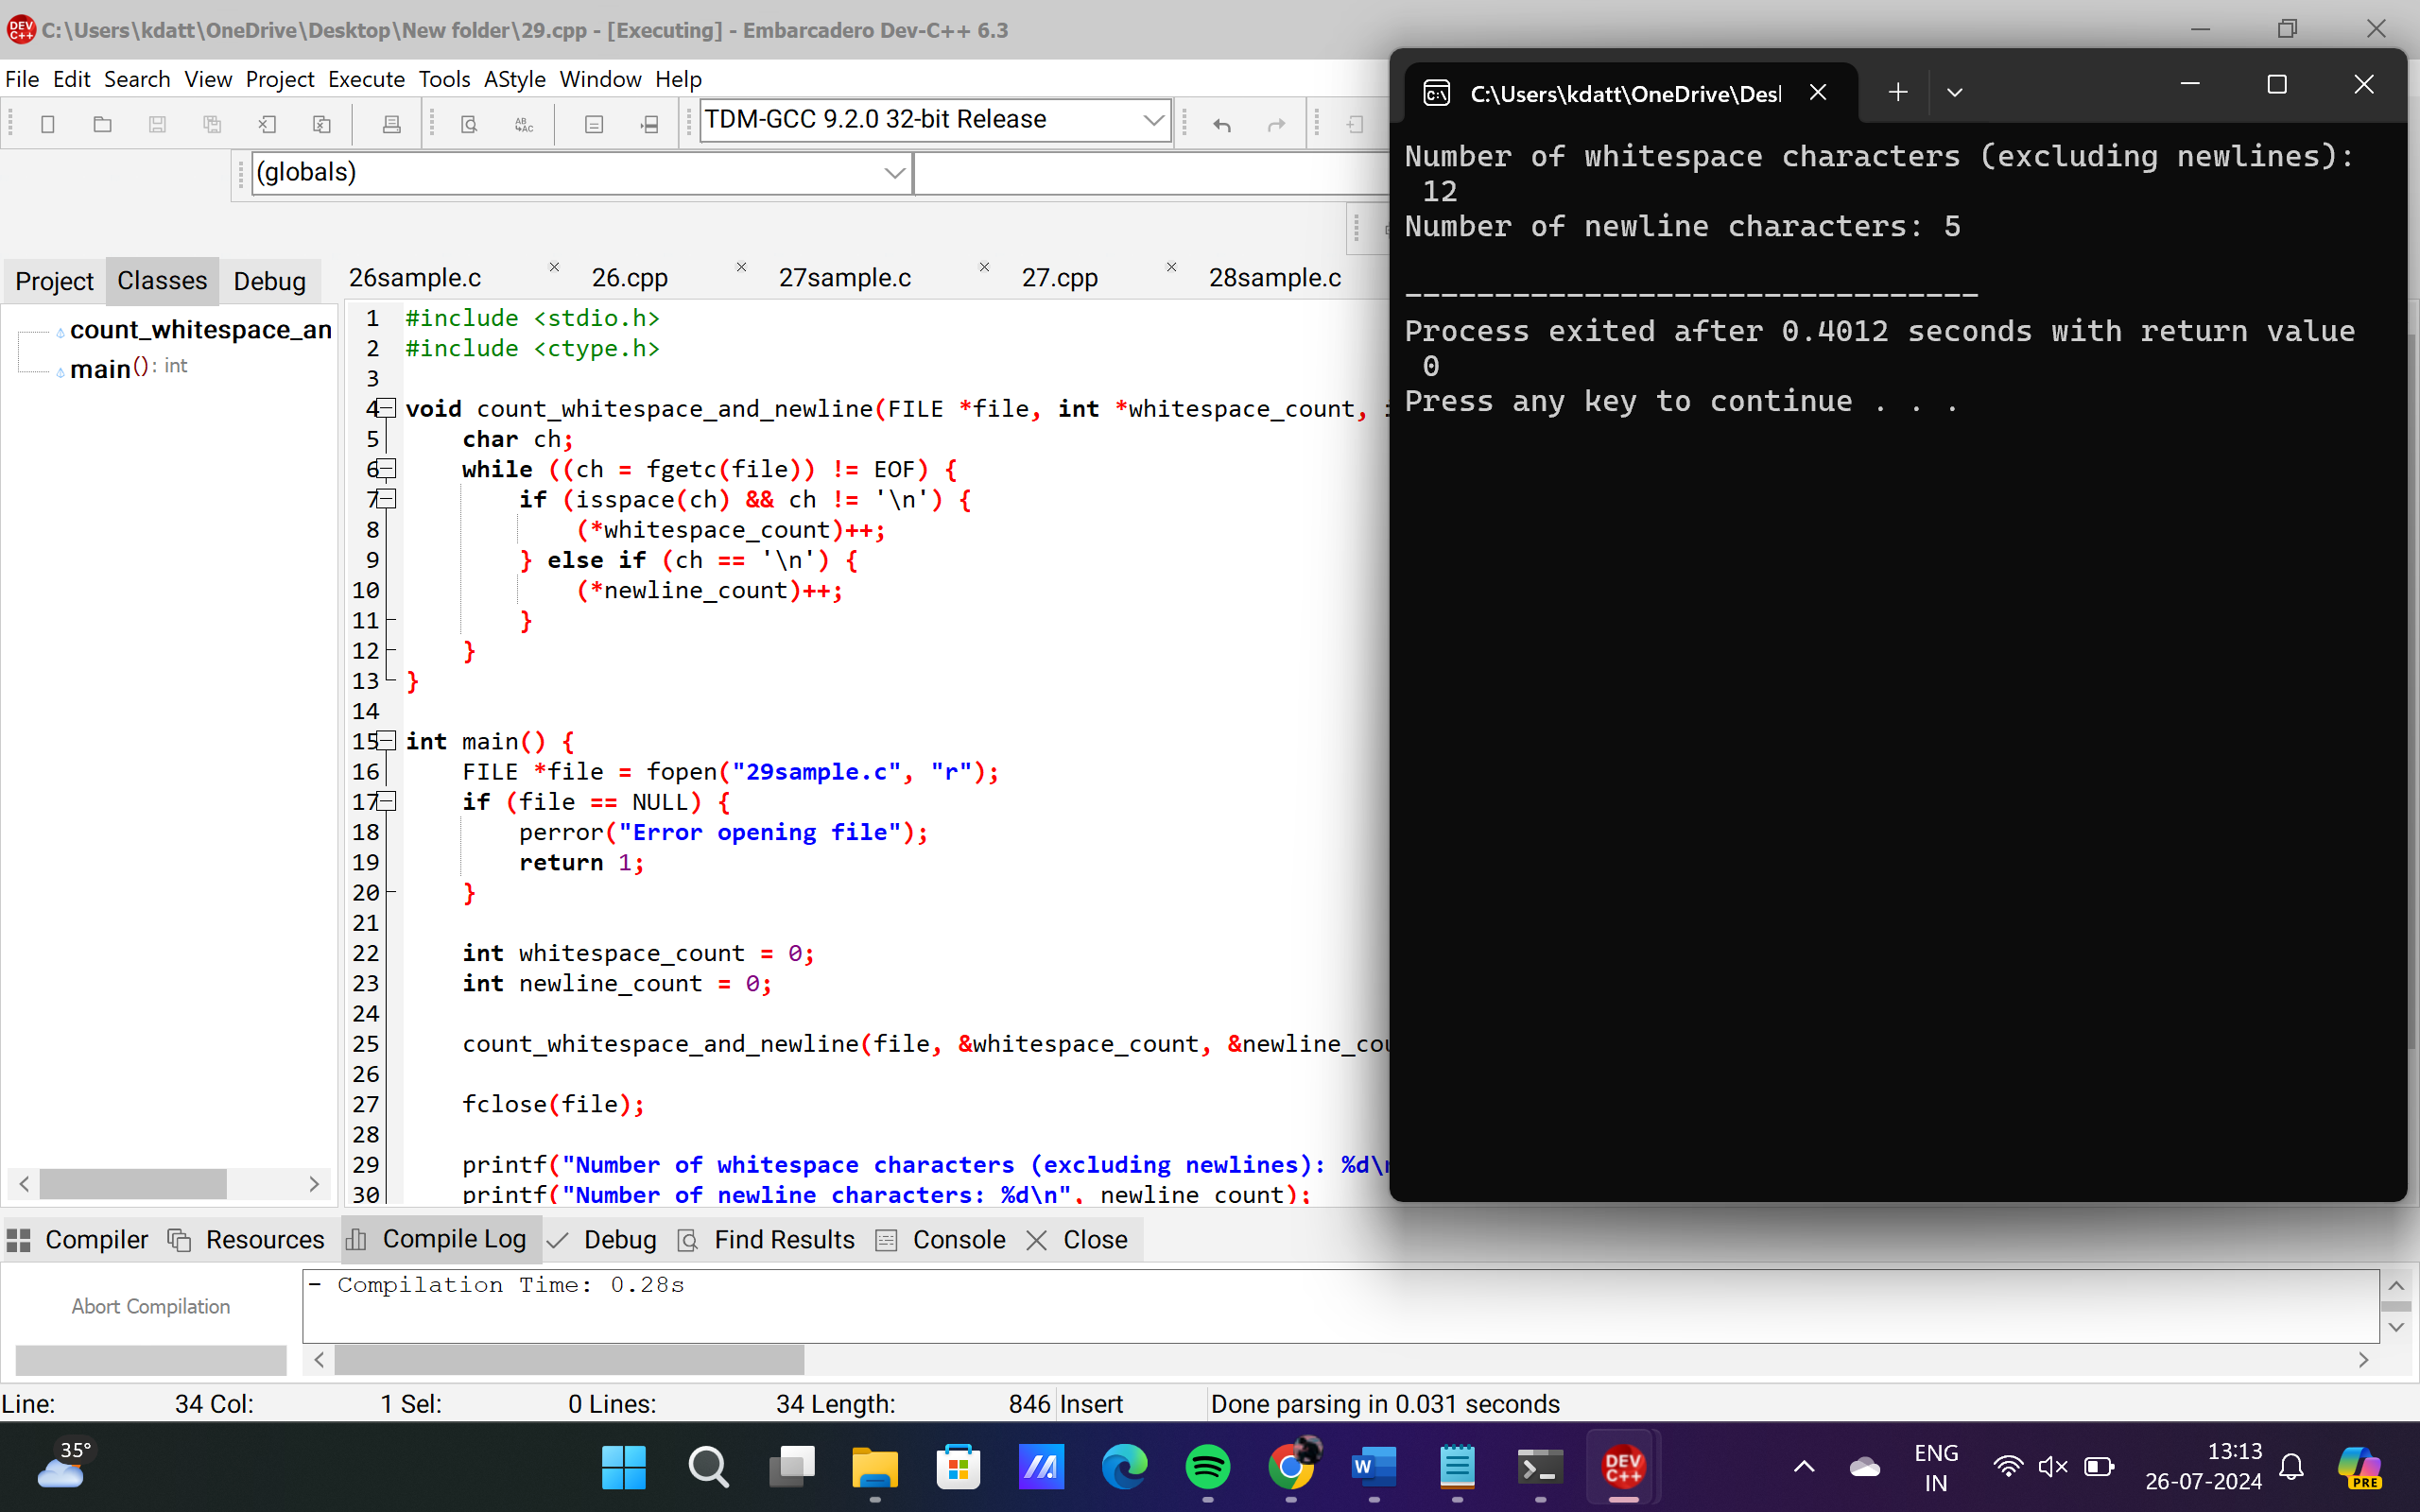 C:\Users\kdatt\OneDrive\Desktop\New folder\29.cpp - [Executing] - Embarcadero Dev-C++ 6.3
File Edit Search View Project Execute Tools AStyle Window Help
TDM-GCC 9.2.0 32-bit Release
(globals)
Project Classes Debug
26sample.c 26.cpp 27sample.c 27.cpp 28sample.c
count_whitespace_an
main(): int
1 #include <stdio.h>
2 #include <ctype.h>
3
4 void count_whitespace_and_newline(FILE *file, int *whitespace_count,
5 char ch;
6 while ((ch = fgetc(file)) != EOF) {
7 if (isspace(ch) && ch != '\n') {
8 (*whitespace_count)++;
9 } else if (ch == '\n') {
10 (*newline_count)++;
11 }
12 }
13 }
14
15 int main() {
16 FILE *file = fopen("29sample.c", "r");
17 if (file == NULL) {
18 perror("Error opening file");
19 return 1;
20 }
21
22 int whitespace_count = 0;
23 int newline_count = 0;
24
25 count_whitespace_and_newline(file, &whitespace_count, &newline_cou
26
27 fclose(file);
28
29 printf("Number of whitespace characters (excluding newlines): %d\n
30 printf("Number of newline characters: %d\n", newline_count);
C:\Users\kdatt\OneDrive\Desl
Number of whitespace characters (excluding newlines):
12
Number of newline characters: 5
--------------------------------
Process exited after 0.4012 seconds with return value
0
Press any key to continue . . .
Compiler Resources Compile Log Debug Find Results Console Close
Abort Compilation
- Compilation Time: 0.28s
Line: 34 Col: 1 Sel: 0 Lines: 34 Length: 846 Insert Done parsing in 0.031 seconds
35°
ENG
IN
13:13
26-07-2024
PRE
DEV
C++